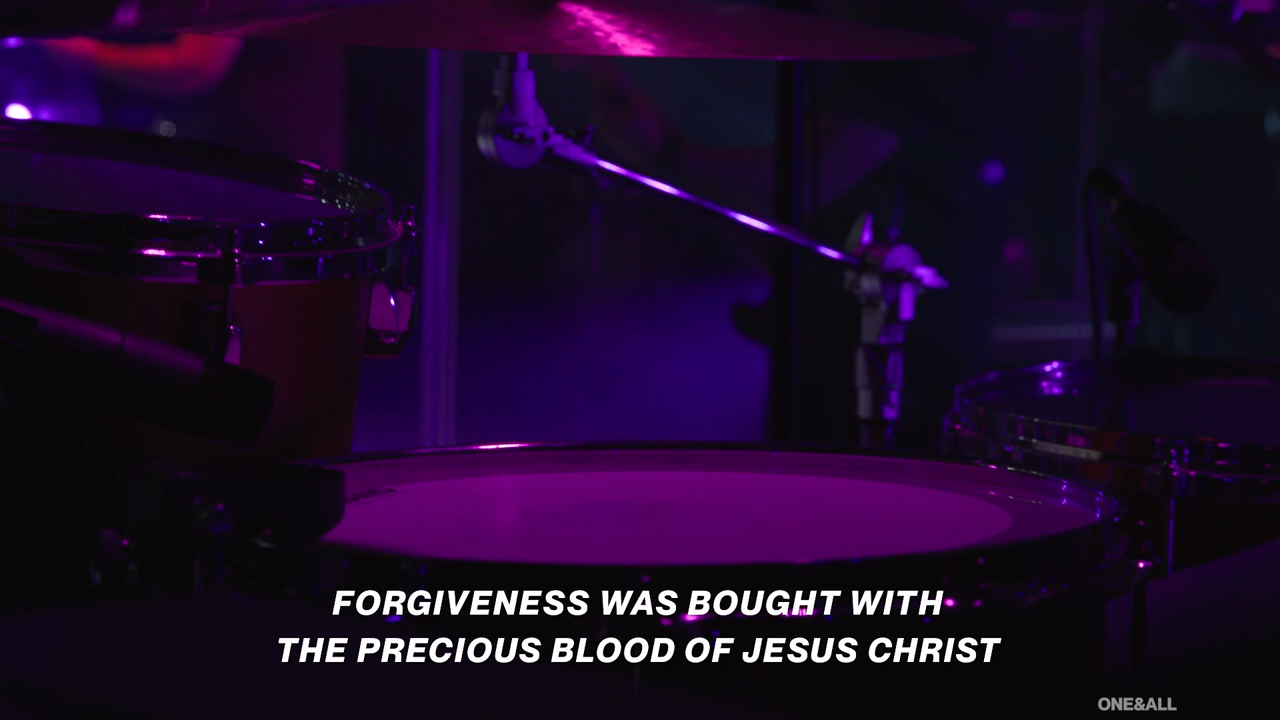 FORGIVENESS WAS BOUGHT WITH
THE PRECIOUS BLOOD OF JESUS CHRIST
ONE&ALL